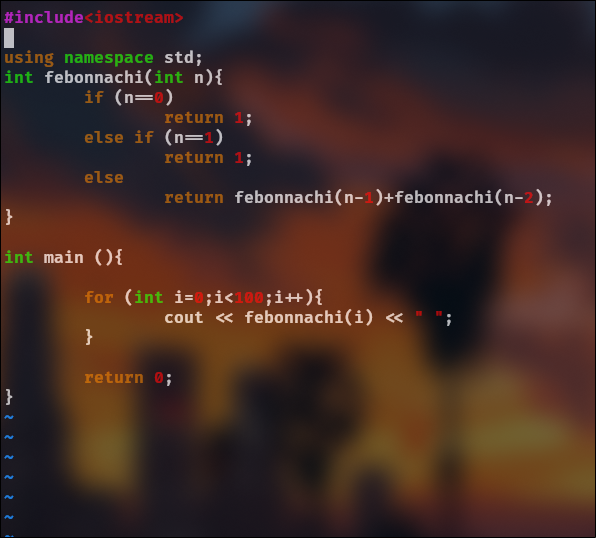 #include<iostream>
using namespace std;
int febonnachi(int n){
if (n==0)
return 1;
else if (n==1)
return 1;
else
return febonnachi(n-1)+febonnachi(n-2);
}
int main (){
for (int i=0;i<100;i++){
cout << febonnachi(i) << " ";
}
return 0;
}
~
~
~
~
~
~
~